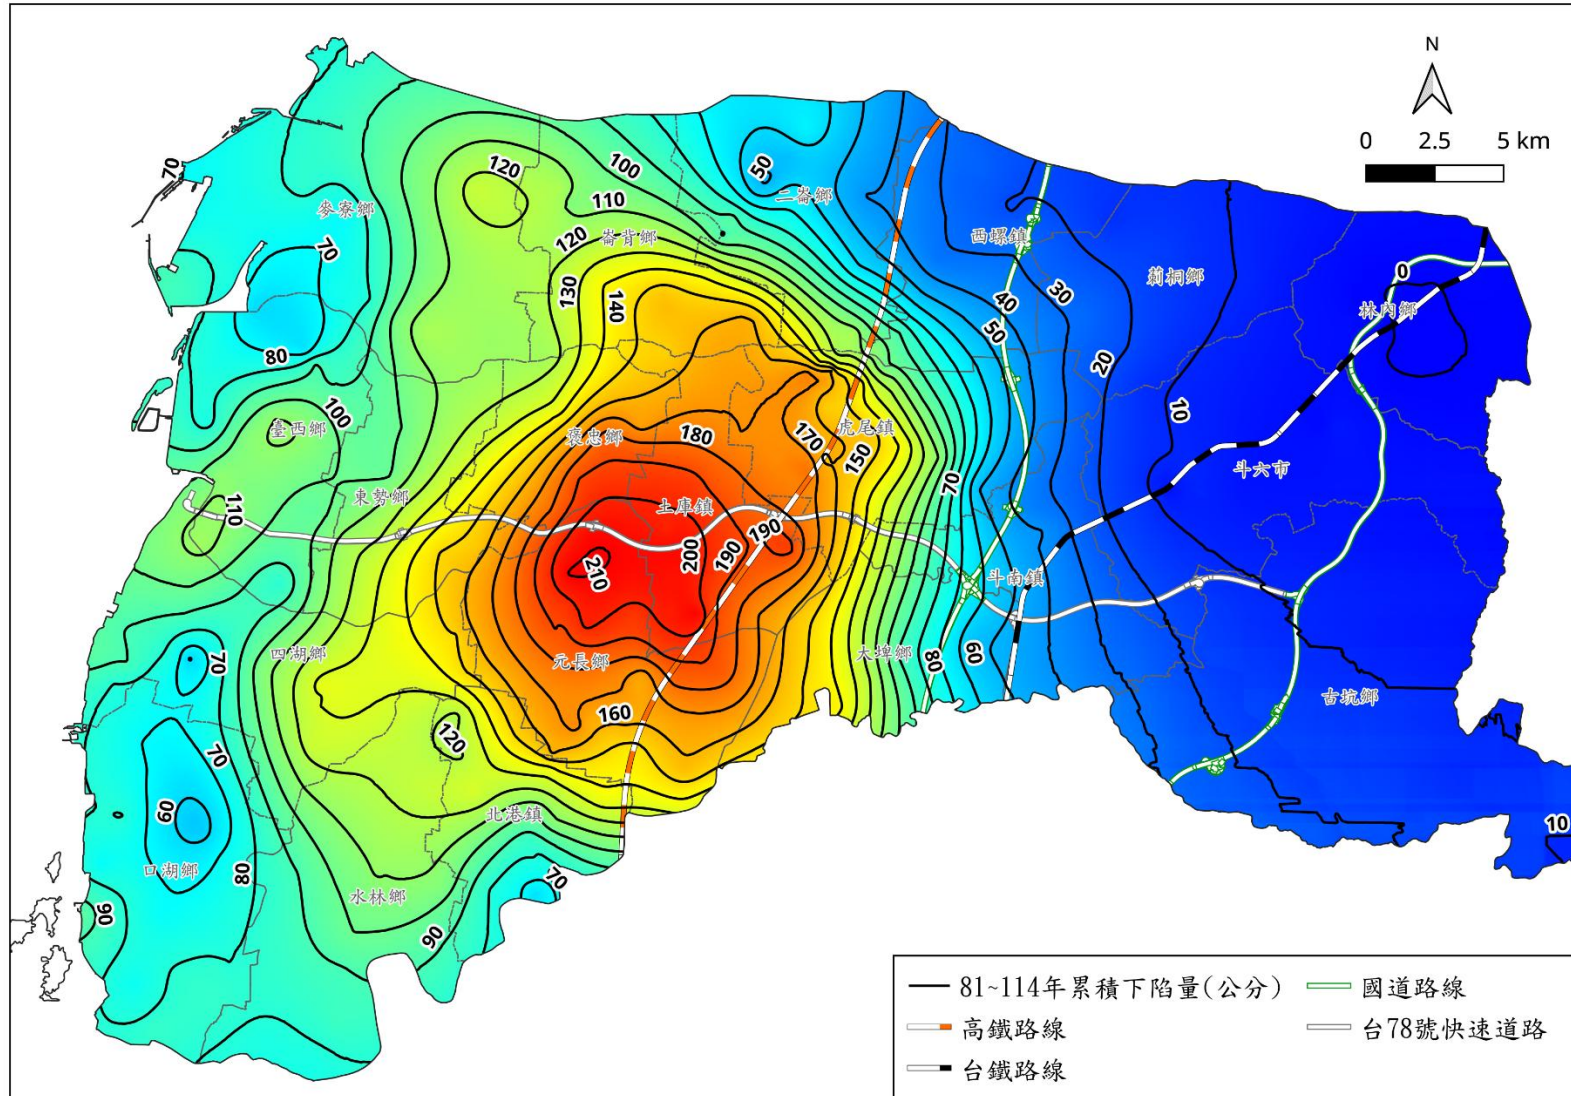 N
0 2.5 5 km
70
50
120
100
二崙鄉
麥寮鄉
110
120
崙背鄉
西螺鎮
70
130
140
40
30
莿桐鄉
0
林內鄉
50
80
20
100
臺西鄉
褒忠鄉
180
170
虎尾鎮
150
10
斗六市
110
東勢鄉
土庫鎮
70
190
200
190
210
斗南鎮
70
四湖鄉
元長鄉
大埤鄉
80
60
古坑鄉
160
120
70
60
北港鎮
10
口湖鄉
80
70
水林鄉
90
90
81~114年累積下陷量(公分)
國道路線
高鐵路線
台78號快速道路
台鐵路線